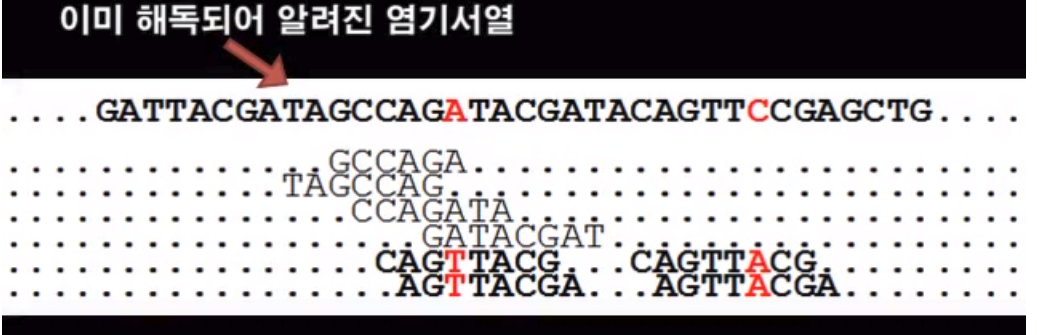 이미 해독되어 알려진 염기서열
....GATTACGATAGCCAGATACGATACAGTTCCGAGCTG....
..............GCCAGA........................
............TAGCCAG.........................
...............CCAGATA......................
..................GATACGAT..................
................CAGTTACG...CAGTTACG.........
.................AGTTACGA...AGTTACGA........